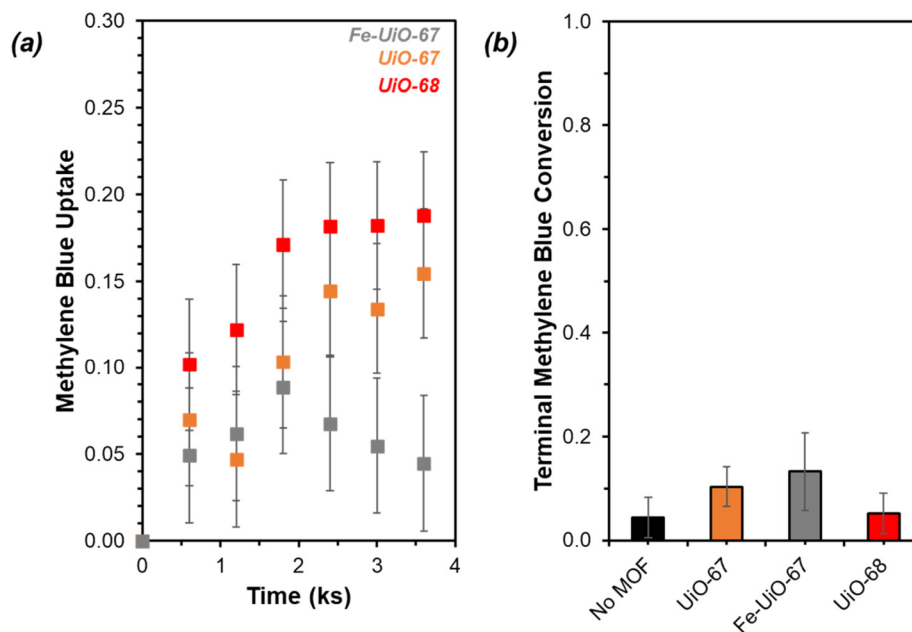 (a)
Methylene Blue Uptake
0.30
0.25
0.20
0.15
0.10
0.05
0.00
Fe-UiO-67
UiO-67
UiO-68
0
1
2
3
4
Time (ks)
(b)
Terminal Methylene Blue Conversion
1.0
0.8
0.6
0.4
0.2
0.0
No MOF
UiO-67
Fe-UiO-67
UiO-68